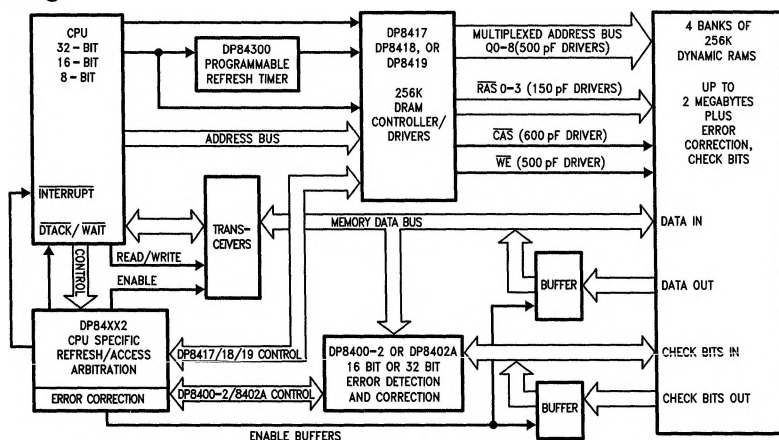 CPU
32-BIT
16-BIT
8-BIT
INTERRUPT
DTACK/WAIT
DP84300
PROGRAMMABLE
REFRESH TIMER
DP8417
DP8418, OR
DP8419
256K
DRAM
CONTROLLER/
DRIVERS
MULTIPLEXED ADDRESS BUS
Q0-8(500 pF DRIVERS)
RAS 0-3 (150 pF DRIVERS)
CAS (600 pF DRIVER)
WE (500 pF DRIVER)
4 BANKS OF
256K
DYNAMIC RAMS
UP TO
2 MEGABYTES
PLUS
ERROR
CORRECTION,
CHECK BITS
DATA IN
DATA OUT
CHECK BITS IN
CHECK BITS OUT
ADDRESS BUS
TRANS-
CEIVERS
MEMORY DATA BUS
READ/WRITE
ENABLE
CONTROL
BUFFER
DP84XX2
CPU SPECIFIC
REFRESH/ACCESS
ARBITRATION
ERROR CORRECTION
DP8417/18/19 CONTROL
DP8400-2/8402A CONTROL
DP8400-2 OR DP8402A
16 BIT OR 32 BIT
ERROR DETECTION
AND CORRECTION
BUFFER
ENABLE BUFFERS